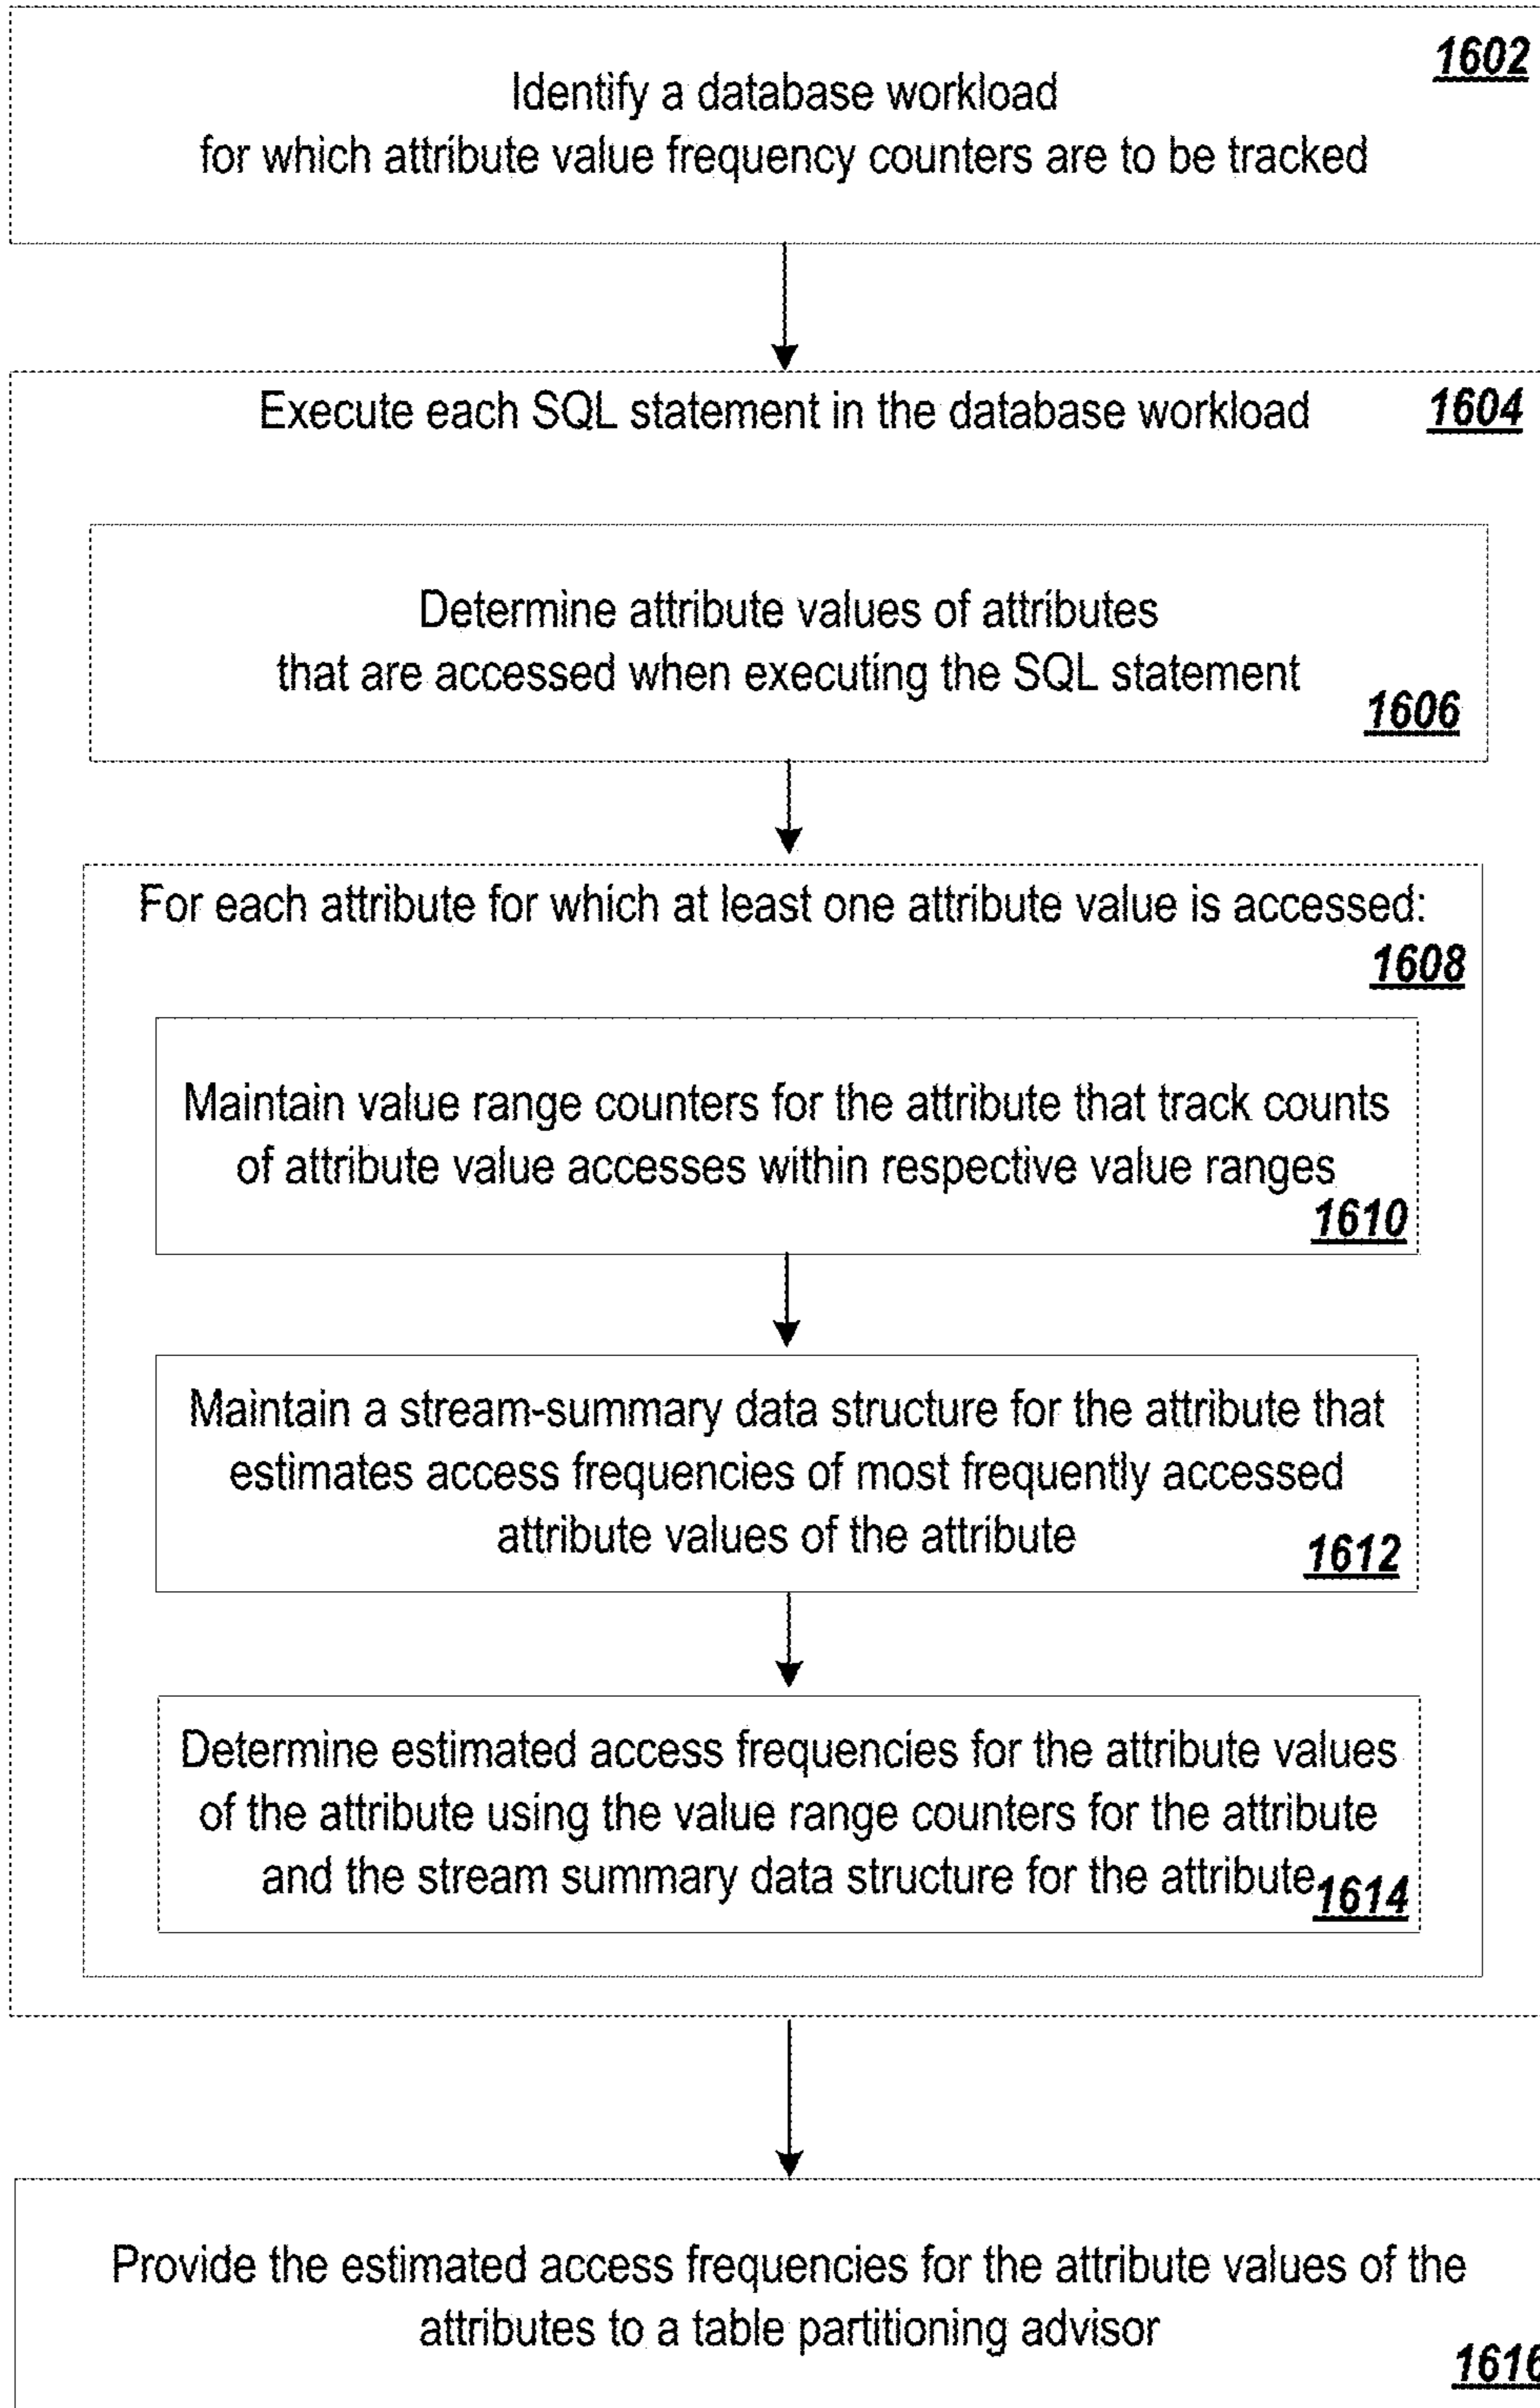 1602
Identify a database workload
for which attribute value frequency counters are to be tracked
Execute each SQL statement in the database workload 1604
Determine attribute values of attributes
that are accessed when executing the SQL statement
1606
For each attribute for which at least one attribute value is accessed:
1608
Maintain value range counters for the attribute that track counts
of attribute value accesses within respective value ranges
1610
Maintain a stream-summary data structure for the attribute that
estimates access frequencies of most frequently accessed
attribute values of the attribute
1612
Determine estimated access frequencies for the attribute values
of the attribute using the value range counters for the attribute
and the stream summary data structure for the attribute
1614
Provide the estimated access frequencies for the attribute values of the
attributes to a table partitioning advisor
1616